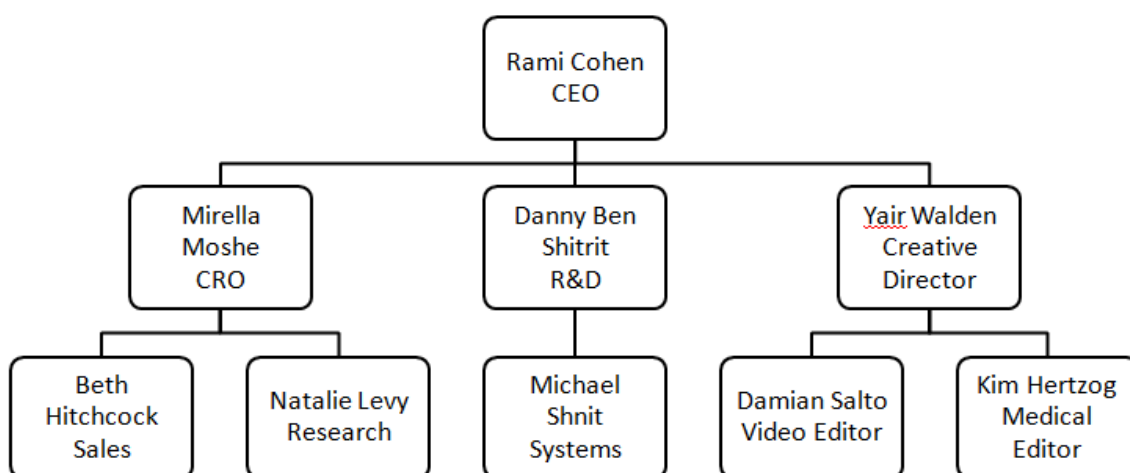 Rami Cohen
CEO
Mirella
Moshe
CRO
Danny Ben
Shitrit
R&D
Yair Walden
Creative
Director
Beth
Hitchcock
Sales
Natalie Levy
Research
Michael
Shnit
Systems
Damian Salto
Video Editor
Kim Hertzog
Medical
Editor